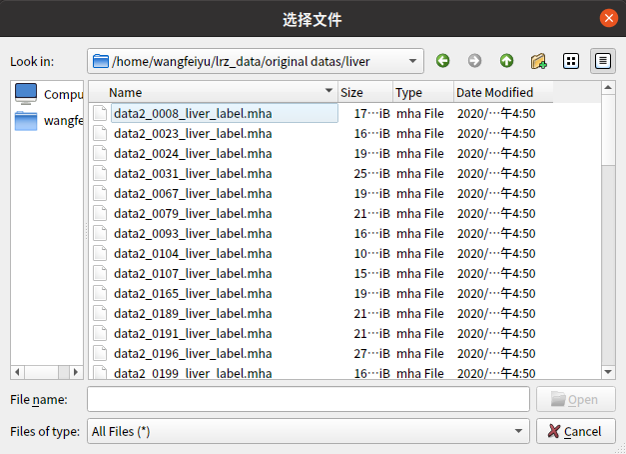 选择文件
Look in: /home/wangfeiyu/lrz_data/original datas/liver
Compu
wangfe
Name Size Type Date Modified
data2_0008_liver_label.mha 17···iB mha File 2020/···午4:50
data2_0023_liver_label.mha 16···iB mha File 2020/···午4:50
data2_0024_liver_label.mha 19···iB mha File 2020/···午4:50
data2_0031_liver_label.mha 25···iB mha File 2020/···午4:50
data2_0067_liver_label.mha 19···iB mha File 2020/···午4:50
data2_0079_liver_label.mha 21···iB mha File 2020/···午4:50
data2_0093_liver_label.mha 16···iB mha File 2020/···午4:50
data2_0104_liver_label.mha 10···iB mha File 2020/···午4:50
data2_0107_liver_label.mha 15···iB mha File 2020/···午4:50
data2_0165_liver_label.mha 19···iB mha File 2020/···午4:50
data2_0189_liver_label.mha 21···iB mha File 2020/···午4:50
data2_0191_liver_label.mha 21···iB mha File 2020/···午4:50
data2_0196_liver_label.mha 27···iB mha File 2020/···午4:50
data2_0199_liver_label.mha 16···iB mha File 2020/···午4:50
File name: Open
Files of type: All Files (*) Cancel